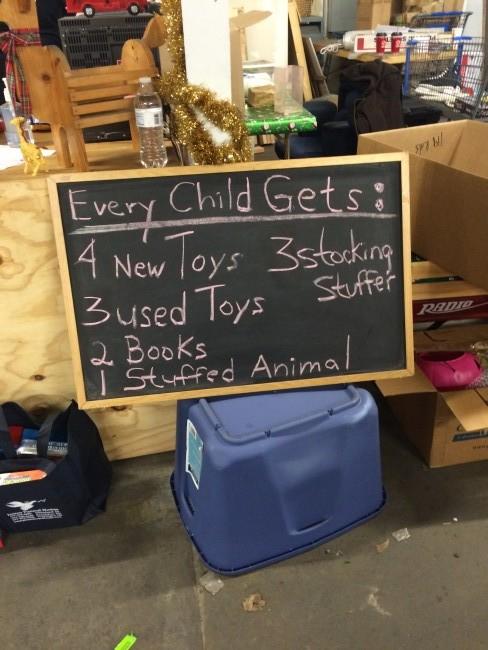 Every Child Gets:
4 New Toys
3 stocking
Stuffer
3 used Toys
2 Books
1 Stuffed Animal
RADIO